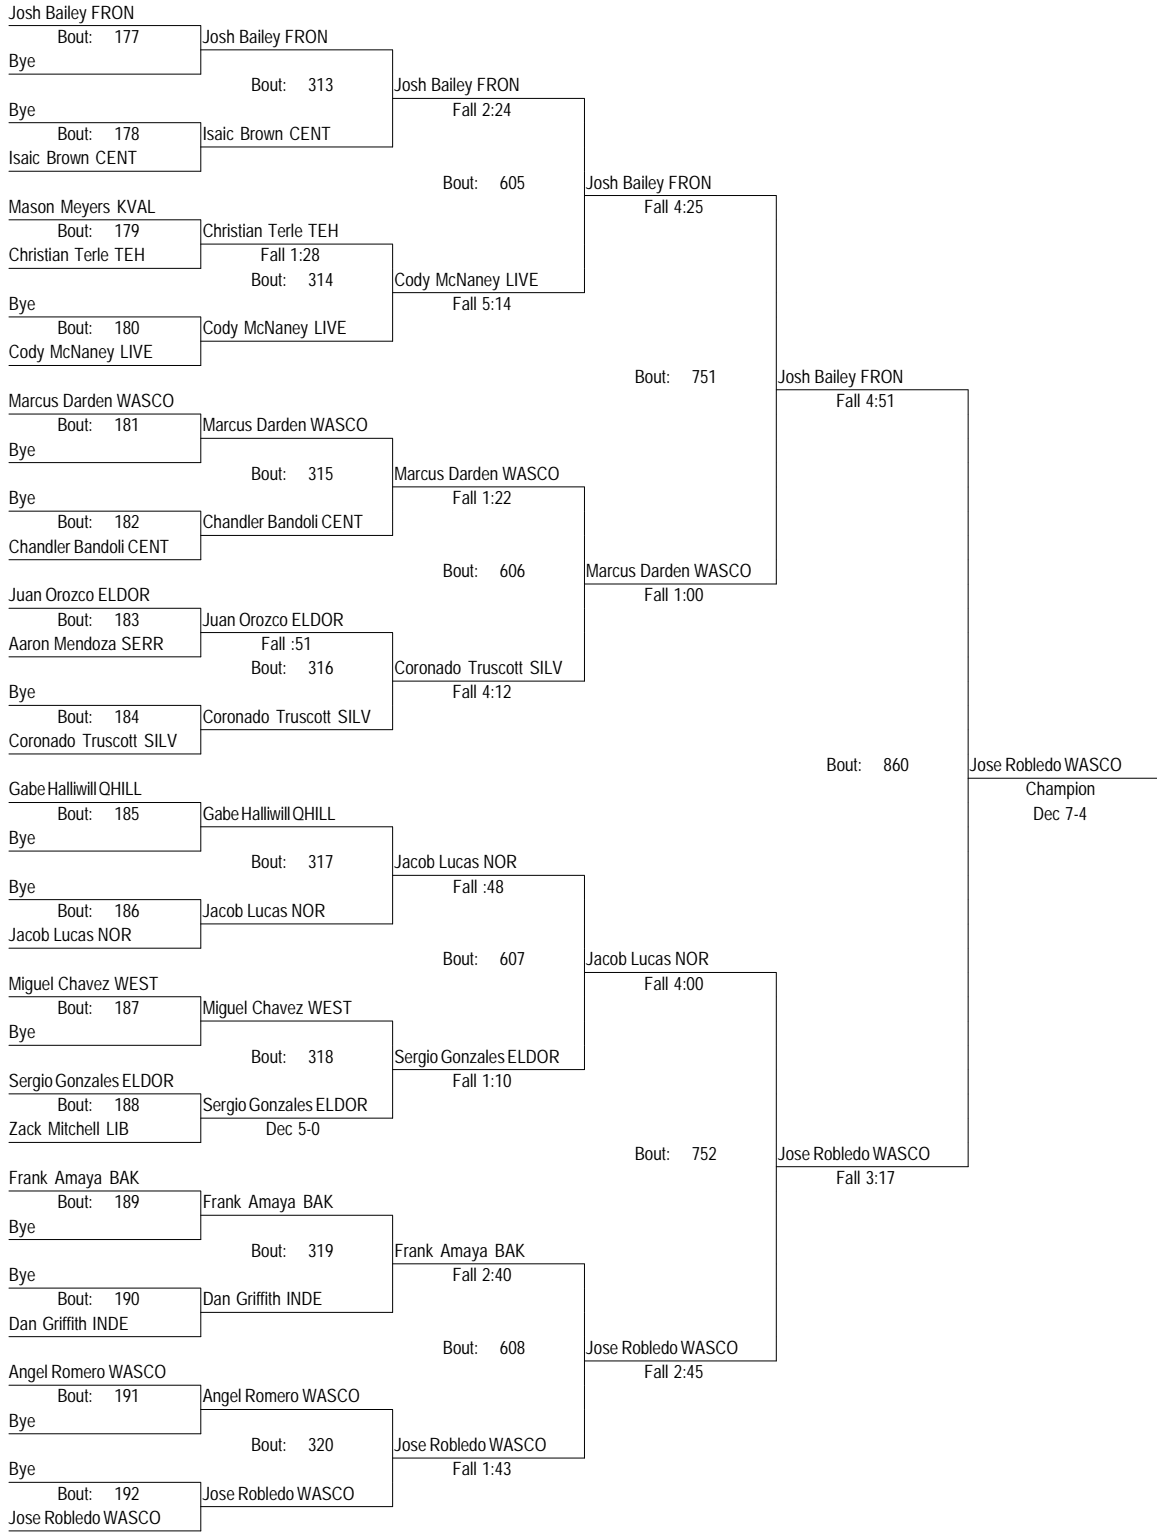 Josh Bailey FRON
Bout: 177 Josh Bailey FRON
Bye
Bout: 313 Josh Bailey FRON
Bye Fall 2:24
Bout: 178 Isaic Brown CENT
Isaic Brown CENT
Bout: 605 Josh Bailey FRON
Mason Meyers KVAL Fall 4:25
Bout: 179 Christian Terle TEH
Christian Terle TEH Fall 1:28
Bout: 314 Cody McNaney LIVE
Bye Fall 5:14
Bout: 180 Cody McNaney LIVE
Cody McNaney LIVE
Bout: 751 Josh Bailey FRON
Marcus Darden WASCO Fall 4:51
Bout: 181 Marcus Darden WASCO
Bye
Bout: 315 Marcus Darden WASCO
Bye Fall 1:22
Bout: 182 Chandler Bandoli CENT
Chandler Bandoli CENT
Bout: 606 Marcus Darden WASCO
Juan Orozco ELDOR Fall 1:00
Bout: 183 Juan Orozco ELDOR
Aaron Mendoza SERR Fall :51
Bout: 316 Coronado Truscott SILV
Bye Fall 4:12
Bout: 184 Coronado Truscott SILV
Coronado Truscott SILV
Bout: 860 Jose Robledo WASCO
Gabe Halliwill QHILL Champion
Bout: 185 Gabe Halliwill QHILL Dec 7-4
Bye
Bout: 317 Jacob Lucas NOR
Bye Fall :48
Bout: 186 Jacob Lucas NOR
Jacob Lucas NOR
Bout: 607 Jacob Lucas NOR
Miguel Chavez WEST Fall 4:00
Bout: 187 Miguel Chavez WEST
Bye
Bout: 318 Sergio Gonzales ELDOR
Sergio Gonzales ELDOR Fall 1:10
Bout: 188 Sergio Gonzales ELDOR
Zack Mitchell LIB Dec 5-0
Bout: 752 Jose Robledo WASCO
Frank Amaya BAK Fall 3:17
Bout: 189 Frank Amaya BAK
Bye
Bout: 319 Frank Amaya BAK
Bye Fall 2:40
Bout: 190 Dan Griffith INDE
Dan Griffith INDE
Bout: 608 Jose Robledo WASCO
Angel Romero WASCO Fall 2:45
Bout: 191 Angel Romero WASCO
Bye
Bout: 320 Jose Robledo WASCO
Bye Fall 1:43
Bout: 192 Jose Robledo WASCO
Jose Robledo WASCO